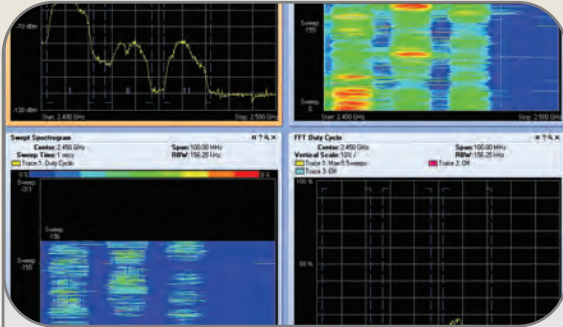 -70 dBm
1 6 11
-120 dBm
Start: 2.400 GHz Stop: 2.500 GHz
Sweep
-155
Sweep
0
Start: 2.400 GHz Stop: 2.500 GHz
Swept Spectrogram
Center: 2.450 GHz Span: 100.00 MHz
Sweep Time: 1 msec RBW: 156.25 kHz
Trace 1: Duty Cycle
Sweep
-311
Sweep
-196
Sweep
-155
FFT Duty Cycle
Center: 2.450 GHz Span: 100.00 MHz
Vertical Scale: 10% / RBW: 156.25 kHz
Trace 1: Max 5 Sweeps Trace 2: Off
Trace 3: Off
100 %
50 %